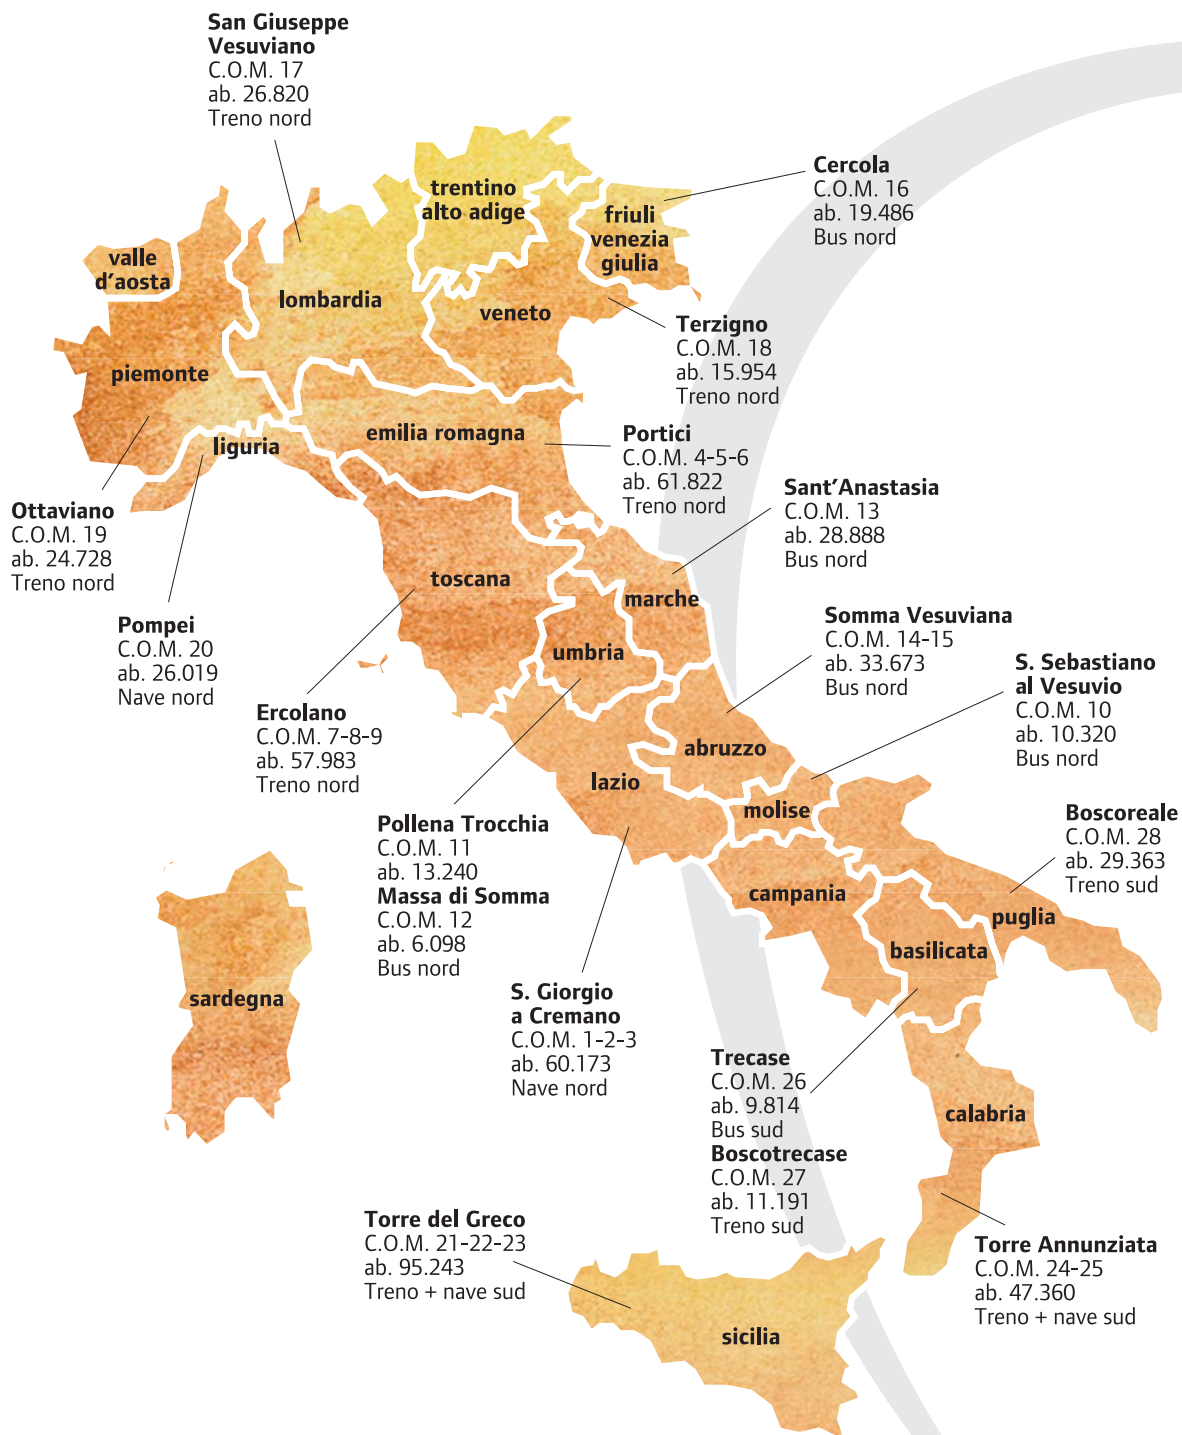 San Giuseppe
Vesuviano
C.O.M. 17
ab. 26.820
Treno nord
Cercola
C.O.M. 16
ab. 19.486
Bus nord
trentino
alto adige
friuli
venezia
giulia
valle
d'aosta
lombardia
veneto
Terzigno
C.O.M. 18
ab. 15.954
Treno nord
piemonte
liguria
emilia romagna
Portici
C.O.M. 4-5-6
ab. 61.822
Treno nord
Sant'Anastasia
C.O.M. 13
ab. 28.888
Bus nord
Ottaviano
C.O.M. 19
ab. 24.728
Treno nord
toscana
marche
Pompei
C.O.M. 20
ab. 26.019
Nave nord
umbria
Somma Vesuviana
C.O.M. 14-15
ab. 33.673
Bus nord
S. Sebastiano
al Vesuvio
C.O.M. 10
ab. 10.320
Bus nord
Ercolano
C.O.M. 7-8-9
ab. 57.983
Treno nord
abruzzo
lazio
molise
Pollena Trocchia
C.O.M. 11
ab. 13.240
Massa di Somma
C.O.M. 12
ab. 6.098
Bus nord
Boscoreale
C.O.M. 28
ab. 29.363
Treno sud
campania
puglia
basilicata
sardegna
S. Giorgio
a Cremano
C.O.M. 1-2-3
ab. 60.173
Nave nord
Trecase
C.O.M. 26
ab. 9.814
Bus sud
Boscotrecase
C.O.M. 27
ab. 11.191
Treno sud
calabria
Torre del Greco
C.O.M. 21-22-23
ab. 95.243
Treno + nave sud
Torre Annunziata
C.O.M. 24-25
ab. 47.360
Treno + nave sud
sicilia